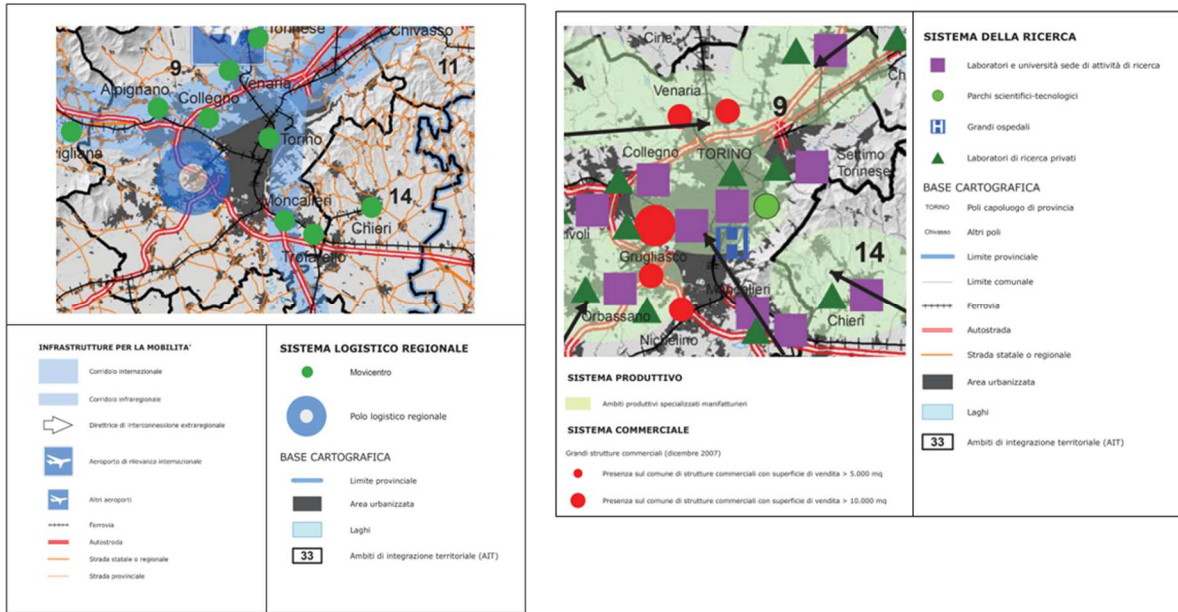 Torinese
Chivasso
9
11
Venaria
Alpignano
Collegno
Torino
vigliana
14
Moncalieri
Chieri
Trofarello
INFRASTRUTTURE PER LA MOBILITA'
Corridoio internazionale
Corridoio infraregionale
Direttrice di interconnessione extraregionale
Aeroporto di rilevanza internazionale
Altri aeroporti
Ferrovia
Autostrada
Strada statale o regionale
Strada provinciale
SISTEMA LOGISTICO REGIONALE
Movicentro
Polo logistico regionale
BASE CARTOGRAFICA
Limite provinciale
Area urbanizzata
Laghi
33 Ambiti di integrazione territoriale (AIT)
Cirie
Ch
Venaria
9
Collegno
TORINO
Settimo
Torinese
ivoli
H
14
Grugliasco
Moncalieri
Orbassano
Chieri
Nichelino
SISTEMA PRODUTTIVO
Ambiti produttivi specializzati manifatturieri
SISTEMA COMMERCIALE
Grandi strutture commerciali (dicembre 2007)
Presenza sul comune di strutture commerciali con superficie di vendita > 5.000 mq
Presenza sul comune di strutture commerciali con superficie di vendita > 10.000 mq
SISTEMA DELLA RICERCA
Laboratori e università sede di attività di ricerca
Parchi scientifici-tecnologici
H Grandi ospedali
Laboratori di ricerca privati
BASE CARTOGRAFICA
TORINO Poli capoluogo di provincia
Chivasso Altri poli
Limite provinciale
Limite comunale
Ferrovia
Autostrada
Strada statale o regionale
Area urbanizzata
Laghi
33 Ambiti di integrazione territoriale (AIT)